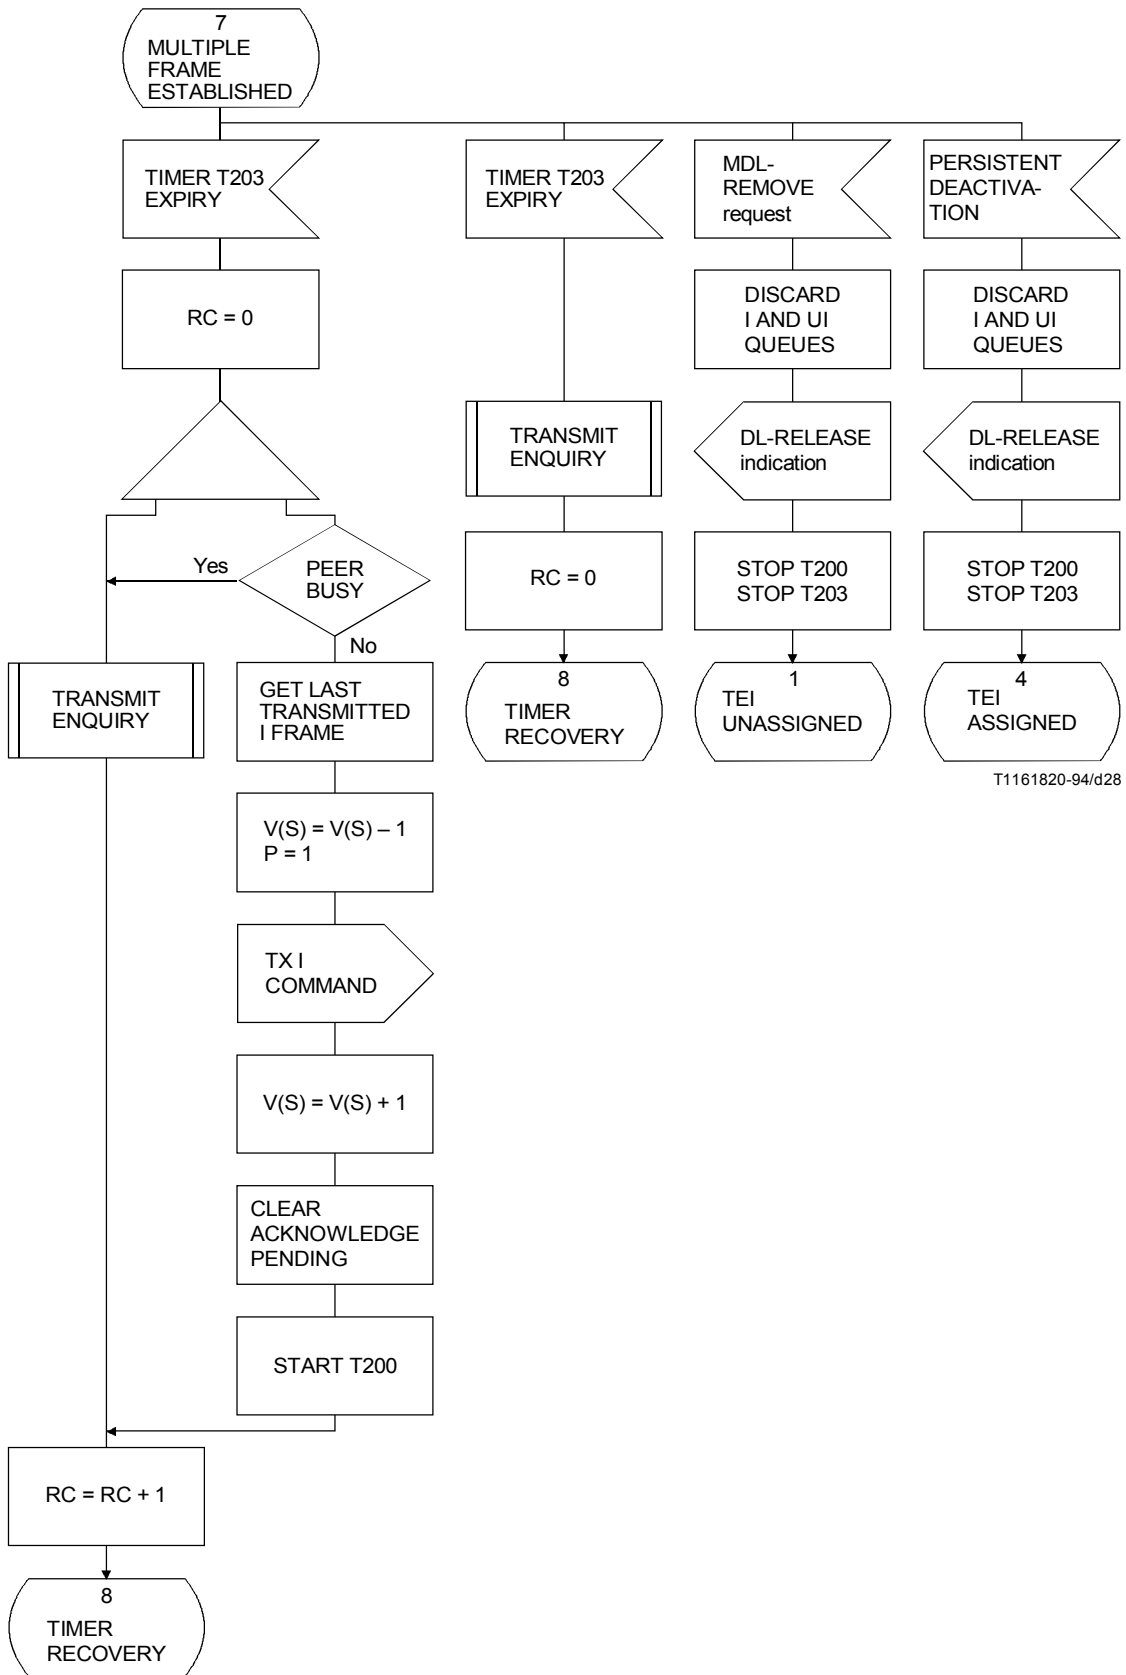 7
MULTIPLE
FRAME
ESTABLISHED
TIMER T203
EXPIRY
TIMER T203
EXPIRY
MDL-
REMOVE
request
PERSISTENT
DEACTIVA-
TION
RC = 0
DISCARD
I AND UI
QUEUES
DISCARD
I AND UI
QUEUES
TRANSMIT
ENQUIRY
DL-RELEASE
indication
DL-RELEASE
indication
Yes
PEER
BUSY
No
RC = 0
STOP T200
STOP T203
STOP T200
STOP T203
TRANSMIT
ENQUIRY
GET LAST
TRANSMITTED
I FRAME
8
TIMER
RECOVERY
1
TEI
UNASSIGNED
4
TEI
ASSIGNED
T1161820-94/d28
V(S) = V(S) – 1
P = 1
TX I
COMMAND
V(S) = V(S) + 1
CLEAR
ACKNOWLEDGE
PENDING
START T200
RC = RC + 1
8
TIMER
RECOVERY